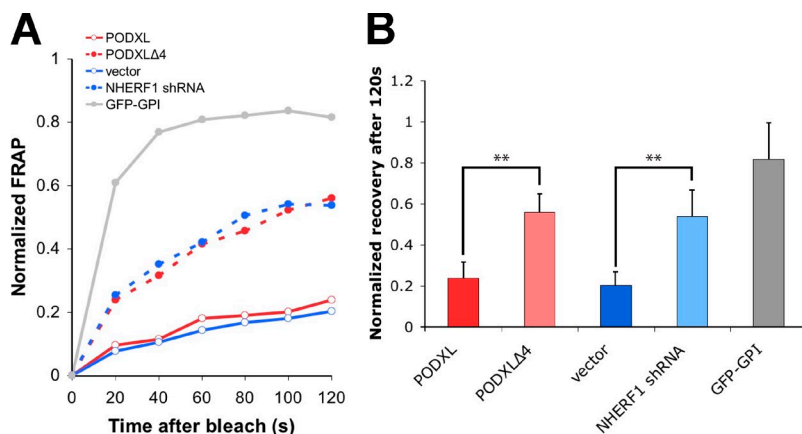 A
PODXL
PODXLΔ4
vector
NHERF1 shRNA
GFP-GPI
Normalized FRAP
1
0.8
0.6
0.4
0.2
0
0 20 40 60 80 100 120
Time after bleach (s)
B
Normalized recovery after 120s
1.2
1
0.8
0.6
0.4
0.2
0
** **
PODXL
PODXLΔ4
vector
NHERF1 shRNA
GFP-GPI